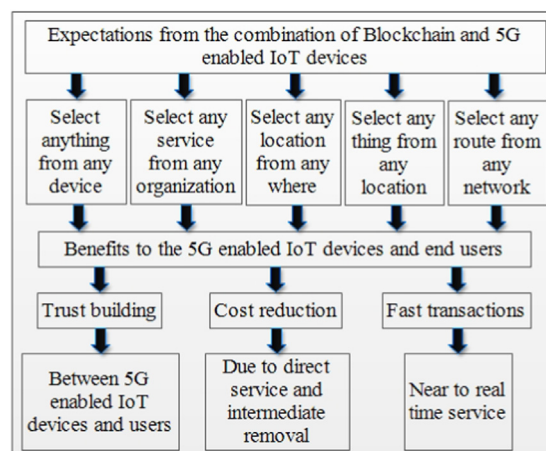 Expectations from the combination of Blockchain and 5G
enabled IoT devices
Select
anything
from any
device
Select any
service
from any
organization
Select any
location
from any
where
Select any
thing from
any
location
Select any
route from
any
network
Benefits to the 5G enabled IoT devices and end users
Trust building
Cost reduction
Fast transactions
Between 5G
enabled IoT
devices and users
Due to direct
service and
intermediate
removal
Near to real
time service